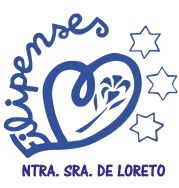 Filipenses
NTRA. SRA. DE LORETO